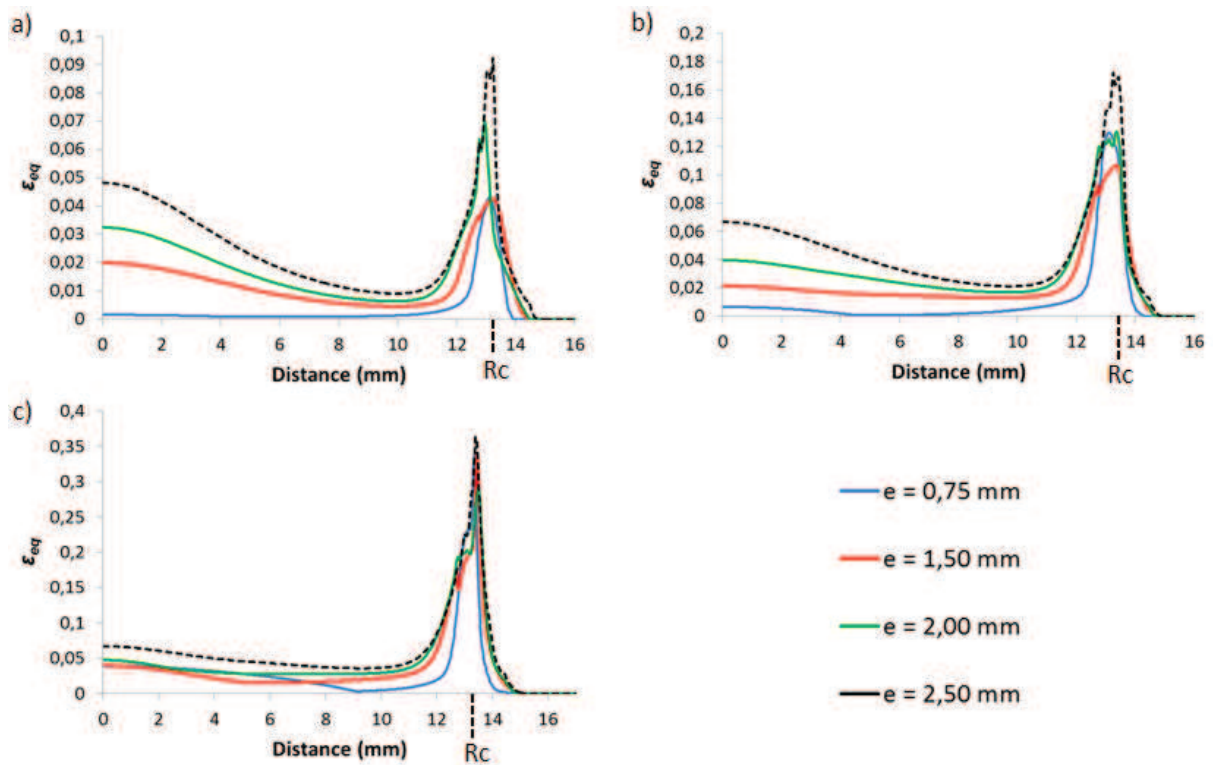 a)
0,1
0,09
0,08
0,07
0,06
0,05
0,04
0,03
0,02
0,01
0
εeq
0 2 4 6 8 10 12 14 16
Distance (mm)
Rc
b)
0,2
0,18
0,16
0,14
0,12
0,1
0,08
0,06
0,04
0,02
0
εeq
0 2 4 6 8 10 12 14 16
Distance (mm)
Rc
c)
0,4
0,35
0,3
0,25
0,2
0,15
0,1
0,05
0
εeq
0 2 4 6 8 10 12 14 16
Distance (mm)
Rc
e = 0,75 mm
e = 1,50 mm
e = 2,00 mm
e = 2,50 mm